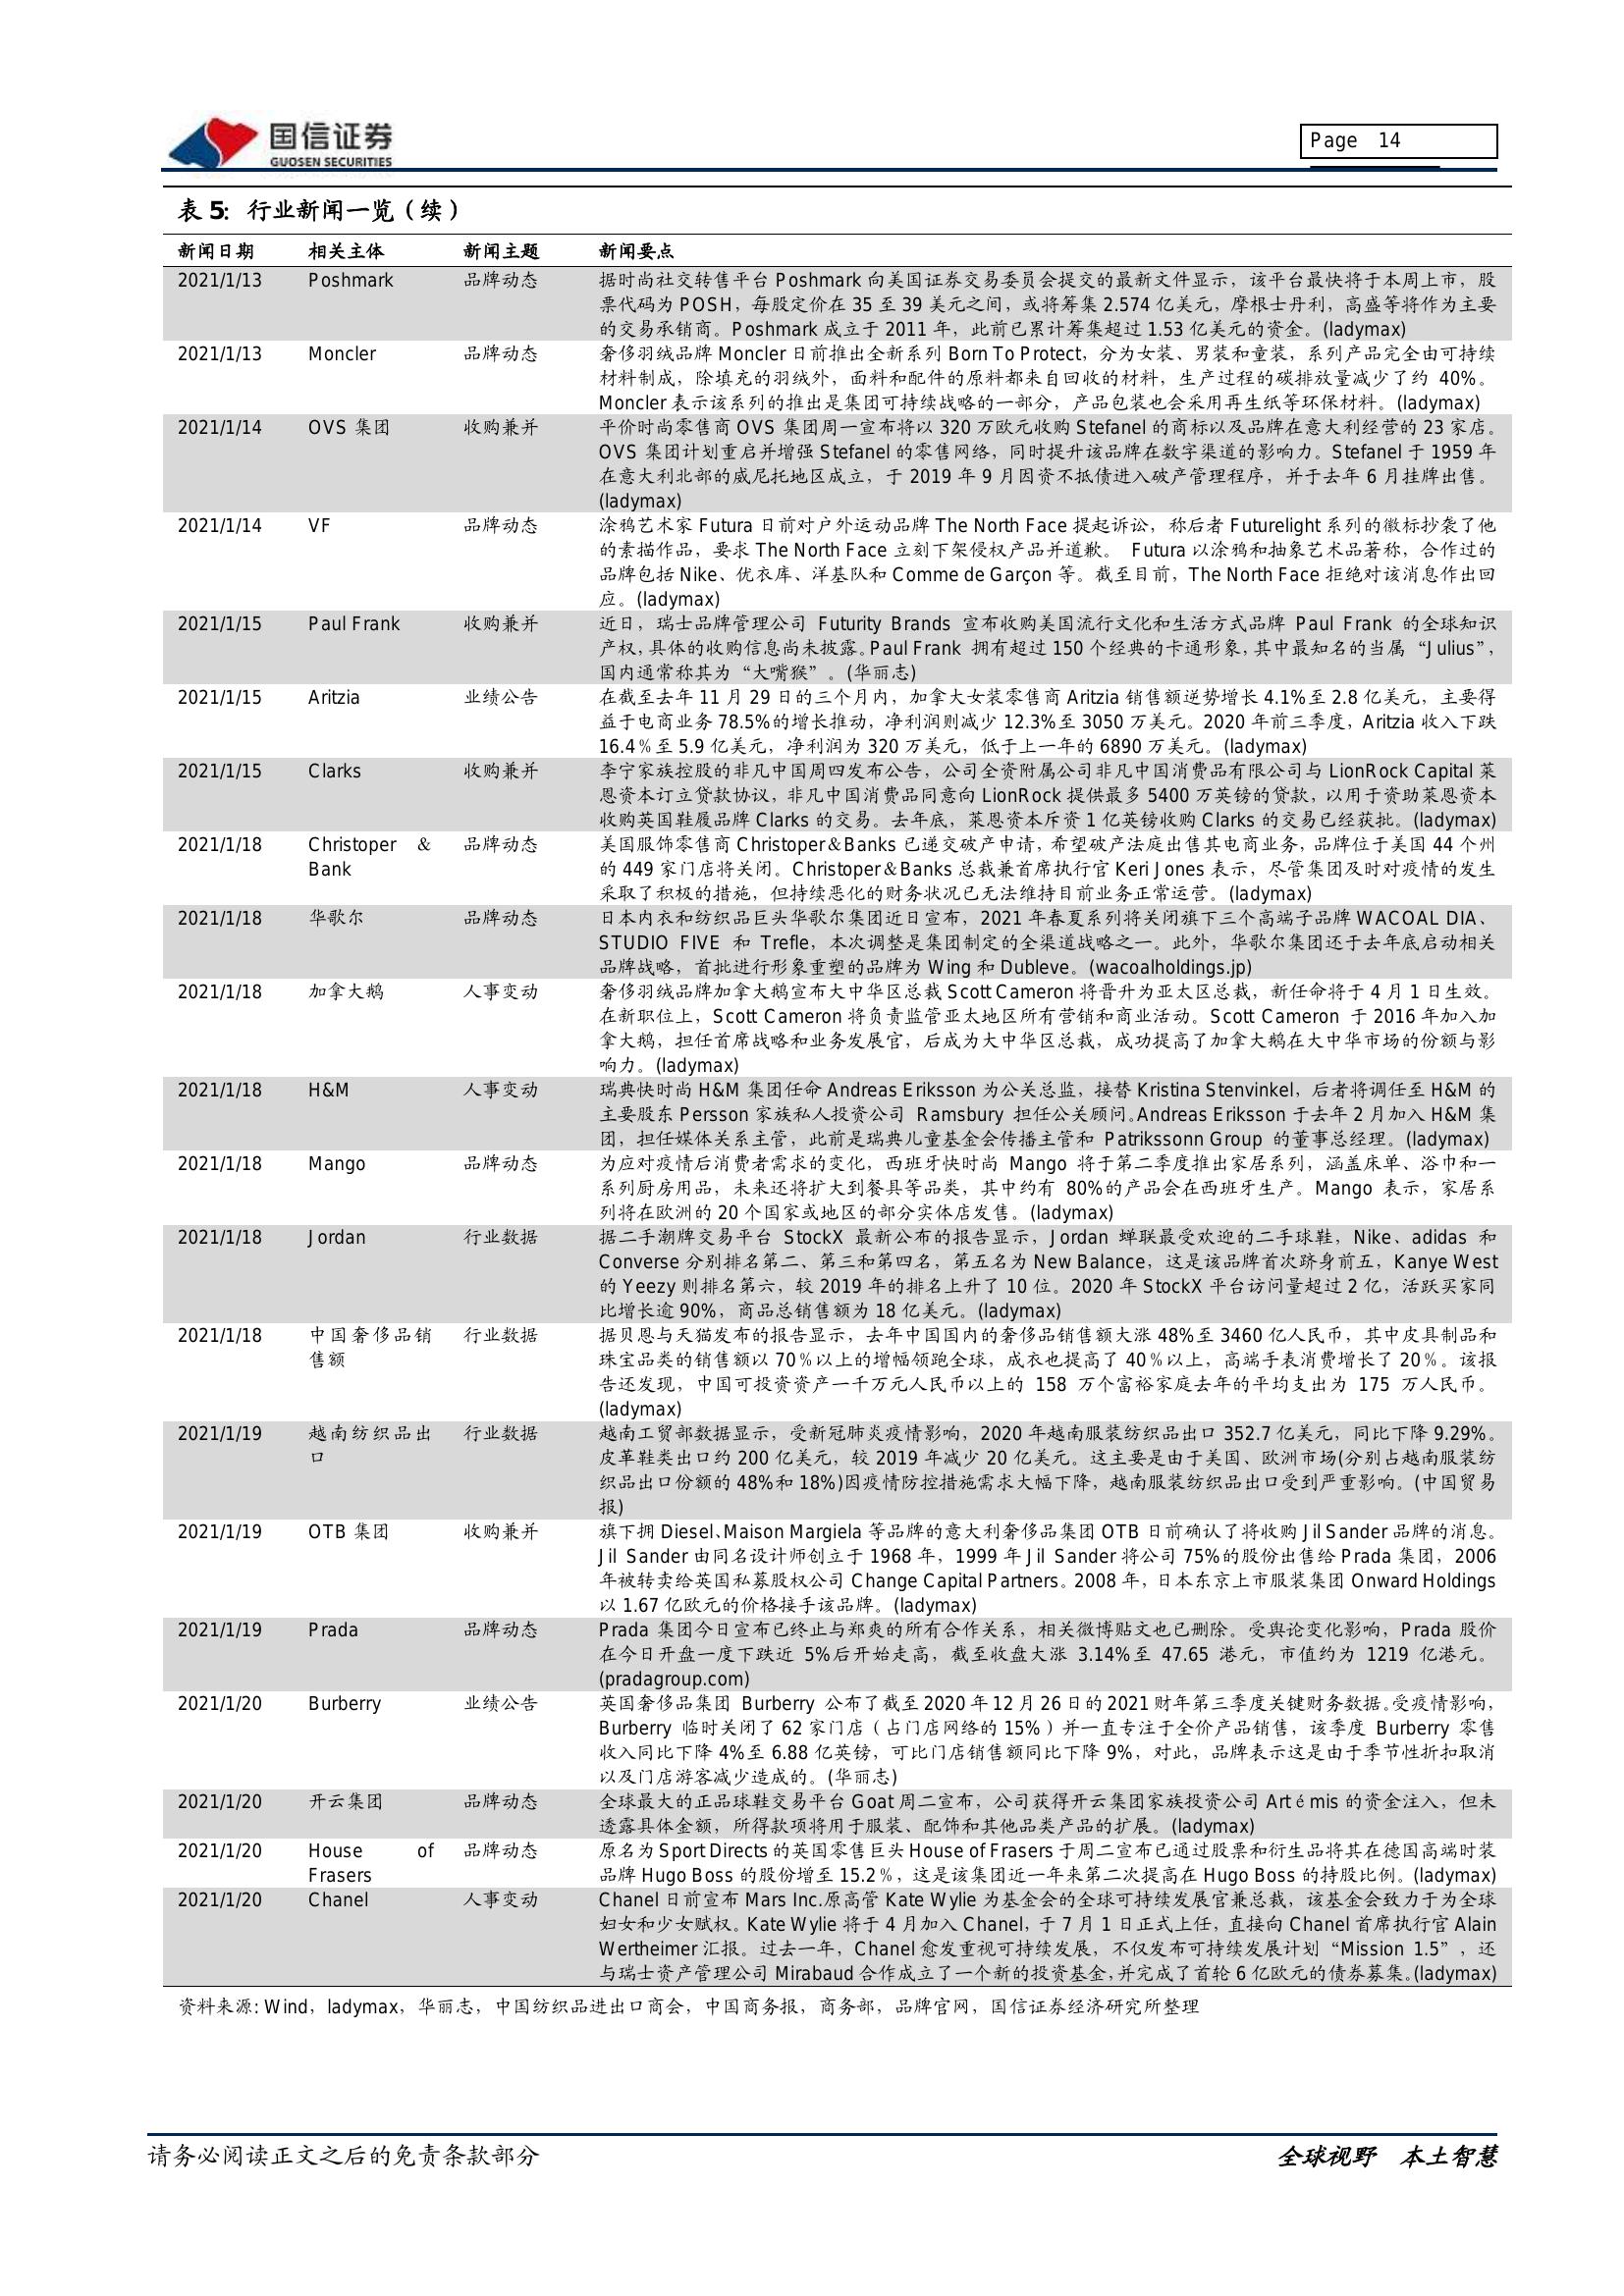 国信证券
GUOSEN SECURITIES
Page 14
表 5：行业新闻一览（续）
新闻日期 相关主体 新闻主题 新闻要点
2021/1/13 Poshmark 品牌动态 据时尚社交转售平台 Poshmark 向美国证券交易委员会提交的最新文件显示，该平台最快将于本周上市，股
票代码为 POSH，每股定价在 35 至 39 美元之间，或将筹集 2.574 亿美元，摩根士丹利，高盛等将作为主要
的交易承销商。Poshmark 成立于 2011 年，此前已累计筹集超过 1.53 亿美元的资金。(ladymax)
2021/1/13 Moncler 品牌动态 奢侈羽绒品牌 Moncler 日前推出全新系列 Born To Protect，分为女装、男装和童装，系列产品完全由可持续
材料制成，除填充的羽绒外，面料和配件的原料都来自回收的材料，生产过程的碳排放量减少了约 40%。
Moncler 表示该系列的推出是集团可持续战略的一部分，产品包装也会采用再生纸等环保材料。(ladymax)
2021/1/14 OVS 集团 收购兼并 平价时尚零售商 OVS 集团周一宣布将以 320 万欧元收购 Stefanel 的商标以及品牌在意大利经营的 23 家店。
OVS 集团计划重启并增强 Stefanel 的零售网络，同时提升该品牌在数字渠道的影响力。Stefanel 于 1959 年
在意大利北部的威尼托地区成立，于 2019 年 9 月因资不抵债进入破产管理程序，并于去年 6 月挂牌出售。
(ladymax)
2021/1/14 VF 品牌动态 涂鸦艺术家 Futura 日前对户外运动品牌 The North Face 提起诉讼，称后者 Futurelight 系列的徽标抄袭了他
的素描作品，要求 The North Face 立刻下架侵权产品并道歉。 Futura 以涂鸦和抽象艺术品著称，合作过的
品牌包括 Nike、优衣库、洋基队和 Comme de Garçon 等。截至目前，The North Face 拒绝对该消息作出回
应。(ladymax)
2021/1/15 Paul Frank 收购兼并 近日，瑞士品牌管理公司 Futurity Brands 宣布收购美国流行文化和生活方式品牌 Paul Frank 的全球知识
产权，具体的收购信息尚未披露。Paul Frank 拥有超过 150 个经典的卡通形象，其中最知名的当属“Julius”，
国内通常称其为“大嘴猴”。(华丽志)
2021/1/15 Aritzia 业绩公告 在截至去年 11 月 29 日的三个月内，加拿大女装零售商 Aritzia 销售额逆势增长 4.1%至 2.8 亿美元，主要得
益于电商业务 78.5%的增长推动，净利润则减少 12.3%至 3050 万美元。2020 年前三季度，Aritzia 收入下跌
16.4％至 5.9 亿美元，净利润为 320 万美元，低于上一年的 6890 万美元。(ladymax)
2021/1/15 Clarks 收购兼并 李宁家族控股的非凡中国周四发布公告，公司全资附属公司非凡中国消费品有限公司与 LionRock Capital 莱
恩资本订立贷款协议，非凡中国消费品同意向 LionRock 提供最多 5400 万英镑的贷款，以用于资助莱恩资本
收购英国鞋履品牌 Clarks 的交易。去年底，莱恩资本斥资 1 亿英镑收购 Clarks 的交易已经获批。(ladymax)
2021/1/18 Christoper & 品牌动态 美国服饰零售商 Christoper＆Banks 已递交破产申请，希望破产法庭出售其电商业务，品牌位于美国 44 个州
Bank 的 449 家门店将关闭。Christoper＆Banks 总裁兼首席执行官 Keri Jones 表示，尽管集团及时对疫情的发生
采取了积极的措施，但持续恶化的财务状况已无法维持目前业务正常运营。(ladymax)
2021/1/18 华歌尔 品牌动态 日本内衣和纺织品巨头华歌尔集团近日宣布，2021 年春夏系列将关闭旗下三个高端子品牌 WACOAL DIA、
STUDIO FIVE 和 Trefle，本次调整是集团制定的全渠道战略之一。此外，华歌尔集团还于去年底启动相关
品牌战略，首批进行形象重塑的品牌为 Wing 和 Dubleve。(wacoalholdings.jp)
2021/1/18 加拿大鹅 人事变动 奢侈羽绒品牌加拿大鹅宣布大中华区总裁 Scott Cameron 将晋升为亚太区总裁，新任命将于 4 月 1 日生效。
在新职位上，Scott Cameron 将负责监管亚太地区所有营销和商业活动。Scott Cameron 于 2016 年加入加
拿大鹅，担任首席战略和业务发展官，后成为大中华区总裁，成功提高了加拿大鹅在大中华市场的份额与影
响力。(ladymax)
2021/1/18 H&M 人事变动 瑞典快时尚 H&M 集团任命 Andreas Eriksson 为公关总监，接替 Kristina Stenvinkel，后者将调任至 H&M 的
主要股东 Persson 家族私人投资公司 Ramsbury 担任公关顾问。Andreas Eriksson 于去年 2 月加入 H&M 集
团，担任媒体关系主管，此前是瑞典儿童基金会传播主管和 Patrikssonn Group 的董事总经理。(ladymax)
2021/1/18 Mango 品牌动态 为应对疫情后消费者需求的变化，西班牙快时尚 Mango 将于第二季度推出家居系列，涵盖床单、浴巾和一
系列厨房用品，未来还将扩大到餐具等品类，其中约有 80%的产品会在西班牙生产。Mango 表示，家居系
列将在欧洲的 20 个国家或地区的部分实体店发售。(ladymax)
2021/1/18 Jordan 行业数据 据二手潮牌交易平台 StockX 最新公布的报告显示，Jordan 蝉联最受欢迎的二手球鞋，Nike、adidas 和
Converse 分别排名第二、第三和第四名，第五名为 New Balance，这是该品牌首次跻身前五，Kanye West
的 Yeezy 则排名第六，较 2019 年的排名上升了 10 位。2020 年 StockX 平台访问量超过 2 亿，活跃买家同
比增长逾 90%，商品总销售额为 18 亿美元。(ladymax)
2021/1/18 中国奢侈品销 行业数据 据贝恩与天猫发布的报告显示，去年中国国内的奢侈品销售额大涨 48%至 3460 亿人民币，其中皮具制品和
售额 珠宝品类的销售额以 70％以上的增幅领跑全球，成衣也提高了 40％以上，高端手表消费增长了 20％。该报
告还发现，中国可投资资产一千万元人民币以上的 158 万个富裕家庭去年的平均支出为 175 万人民币。
(ladymax)
2021/1/19 越南纺织品出 行业数据 越南工贸部数据显示，受新冠肺炎疫情影响，2020 年越南服装纺织品出口 352.7 亿美元，同比下降 9.29%。
口 皮革鞋类出口约 200 亿美元，较 2019 年减少 20 亿美元。这主要是由于美国、欧洲市场(分别占越南服装纺
织品出口份额的 48%和 18%)因疫情防控措施需求大幅下降，越南服装纺织品出口受到严重影响。(中国贸易
报)
2021/1/19 OTB 集团 收购兼并 旗下拥 Diesel、Maison Margiela 等品牌的意大利奢侈品集团 OTB 日前确认了将收购 Jil Sander 品牌的消息。
Jil Sander 由同名设计师创立于 1968 年，1999 年 Jil Sander 将公司 75%的股份出售给 Prada 集团，2006
年被转卖给英国私募股权公司 Change Capital Partners。2008 年，日本东京上市服装集团 Onward Holdings
以 1.67 亿欧元的价格接手该品牌。(ladymax)
2021/1/19 Prada 品牌动态 Prada 集团今日宣布已终止与郑爽的所有合作关系，相关微博贴文也已删除。受舆论变化影响，Prada 股价
在今日开盘一度下跌近 5%后开始走高，截至收盘大涨 3.14%至 47.65 港元，市值约为 1219 亿港元。
(pradagroup.com)
2021/1/20 Burberry 业绩公告 英国奢侈品集团 Burberry 公布了截至 2020 年 12 月 26 日的 2021 财年第三季度关键财务数据。受疫情影响，
Burberry 临时关闭了 62 家门店（占门店网络的 15%）并一直专注于全价产品销售，该季度 Burberry 零售
收入同比下降 4%至 6.88 亿英镑，可比门店销售额同比下降 9%，对此，品牌表示这是由于季节性折扣取消
以及门店游客减少造成的。(华丽志)
2021/1/20 开云集团 品牌动态 全球最大的正品球鞋交易平台 Goat 周二宣布，公司获得开云集团家族投资公司 Artémis 的资金注入，但未
透露具体金额，所得款项将用于服装、配饰和其他品类产品的扩展。(ladymax)
2021/1/20 House of 品牌动态 原名为 Sport Directs 的英国零售巨头 House of Frasers 于周二宣布已通过股票和衍生品将其在德国高端时装
Frasers 品牌 Hugo Boss 的股份增至 15.2％，这是该集团近一年来第二次提高在 Hugo Boss 的持股比例。(ladymax)
2021/1/20 Chanel 人事变动 Chanel 日前宣布 Mars Inc.原高管 Kate Wylie 为基金会的全球可持续发展官兼总裁，该基金会致力于为全球
妇女和少女赋权。Kate Wylie 将于 4 月加入 Chanel，于 7 月 1 日正式上任，直接向 Chanel 首席执行官 Alain
Wertheimer 汇报。过去一年，Chanel 愈发重视可持续发展，不仅发布可持续发展计划“Mission 1.5”，还
与瑞士资产管理公司 Mirabaud 合作成立了一个新的投资基金，并完成了首轮 6 亿欧元的债券募集。(ladymax)
资料来源: Wind，ladymax，华丽志，中国纺织品进出口商会，中国商务报，商务部，品牌官网，国信证券经济研究所整理
请务必阅读正文之后的免责条款部分
全球视野 本土智慧